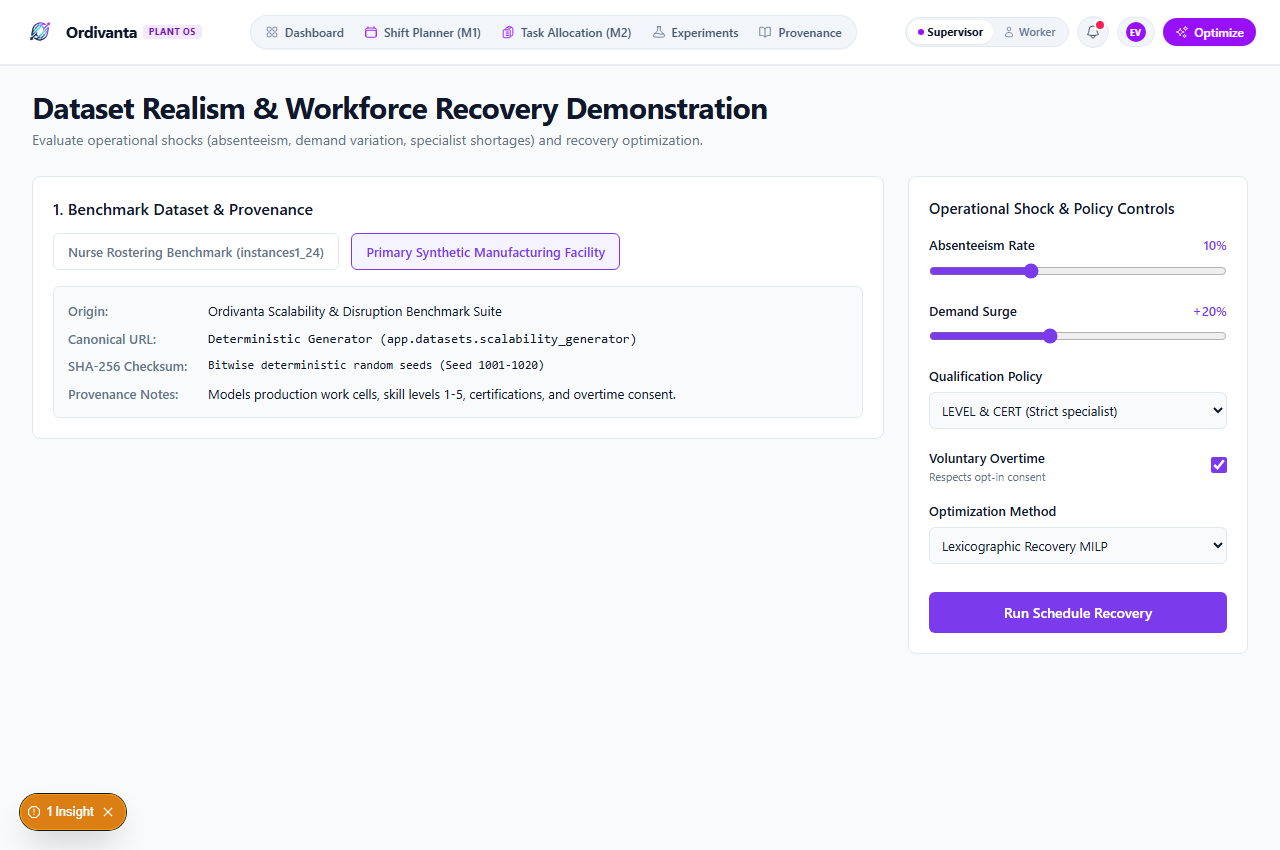 Ordivanta PLANT OS
Dashboard
Shift Planner (M1)
Task Allocation (M2)
Experiments
Provenance
Supervisor
Worker
EV
Optimize
Dataset Realism & Workforce Recovery Demonstration
Evaluate operational shocks (absenteeism, demand variation, specialist shortages) and recovery optimization.
1. Benchmark Dataset & Provenance
Nurse Rostering Benchmark (instances1_24)
Primary Synthetic Manufacturing Facility
Origin: Ordivanta Scalability & Disruption Benchmark Suite
Canonical URL: Deterministic Generator (app.datasets.scalability_generator)
SHA-256 Checksum: Bitwise deterministic random seeds (Seed 1001-1020)
Provenance Notes: Models production work cells, skill levels 1-5, certifications, and overtime consent.
Operational Shock & Policy Controls
Absenteeism Rate 10%
Demand Surge +20%
Qualification Policy
LEVEL & CERT (Strict specialist)
Voluntary Overtime
Respects opt-in consent
Optimization Method
Lexicographic Recovery MILP
Run Schedule Recovery
1 Insight